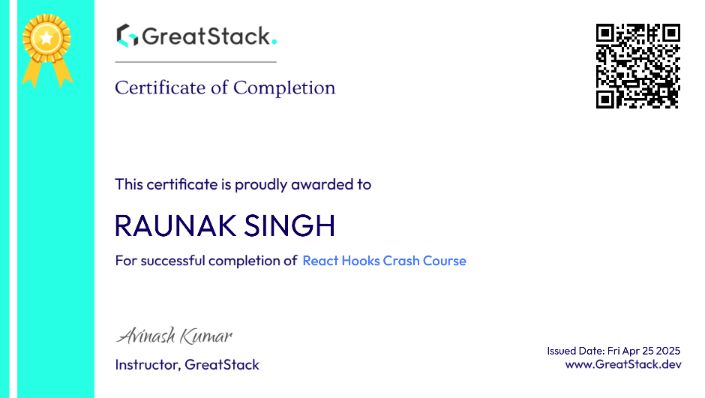 GreatStack.
Certificate of Completion
This certificate is proudly awarded to
RAUNAK SINGH
For successful completion of React Hooks Crash Course
Avinash Kumar
Instructor, GreatStack
Issued Date: Fri Apr 25 2025
www.GreatStack.dev